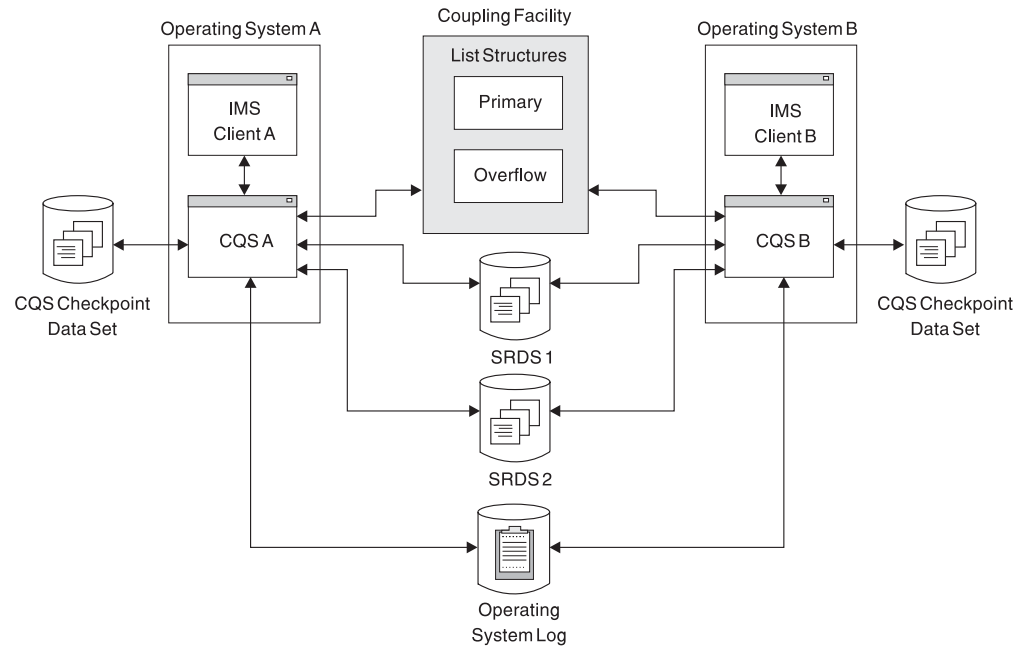 Coupling Facility
Operating System A
Operating System B
List Structures
Primary
Overflow
IMS
Client A
IMS
Client B
CQS A
CQS B
CQS Checkpoint
Data Set
CQS Checkpoint
Data Set
SRDS 1
SRDS 2
Operating
System Log